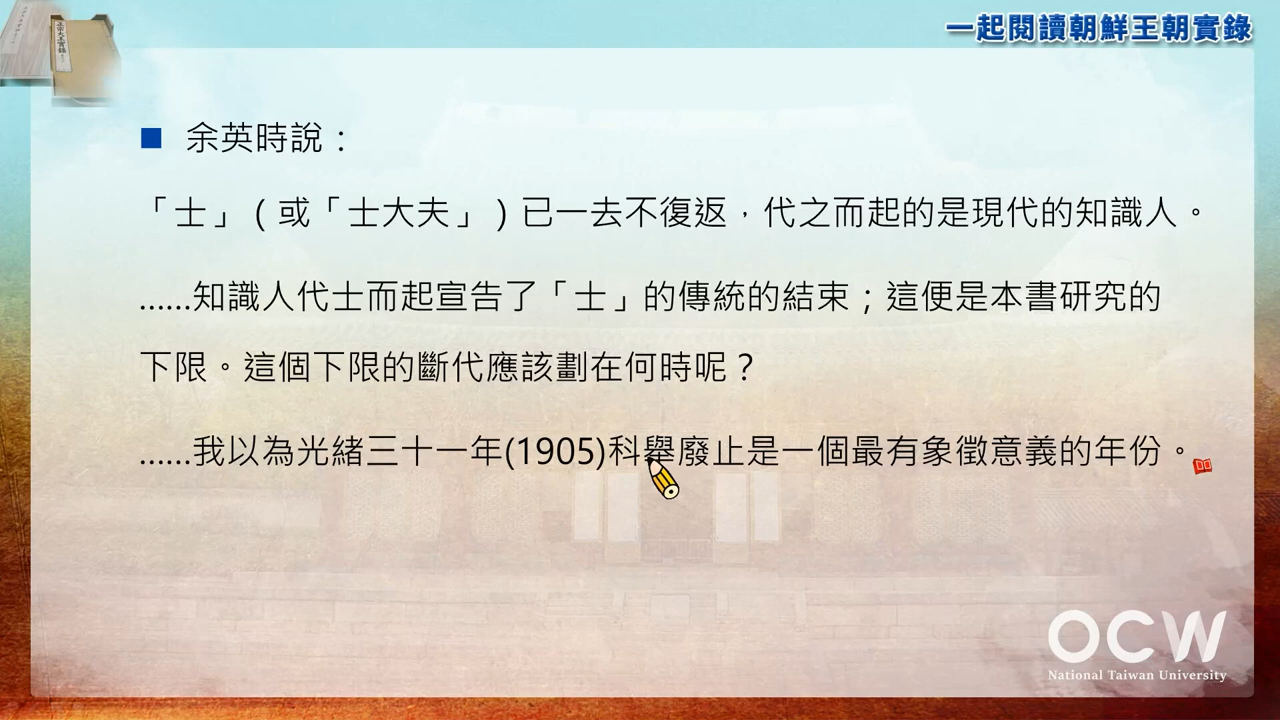 一起閱讀朝鮮王朝實錄
余英時說：
「士」（或「士大夫」）已一去不復返，代之而起的是現代的知識人。
......知識人代士而起宣告了「士」的傳統的結束；這便是本書研究的
下限。這個下限的斷代應該劃在何時呢？
......我以為光緒三十一年(1905)科舉廢止是一個最有象徵意義的年份。
OCW
National Taiwan University